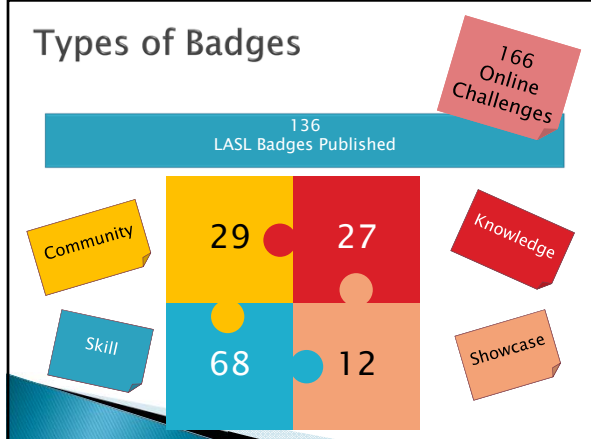 Types of Badges
166
Online
Challenges
136
LASL Badges Published
Community
29
27
Knowledge
Skill
68
12
Showcase